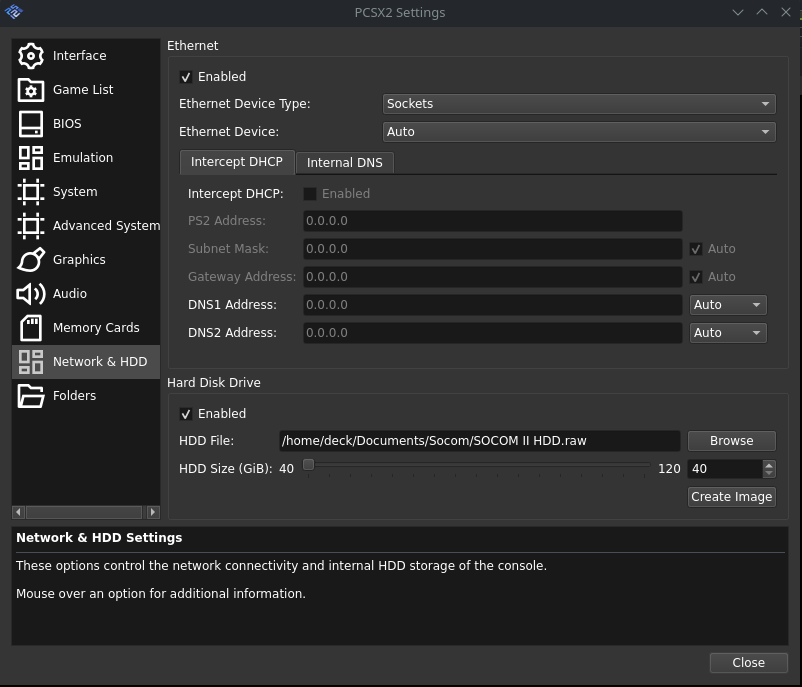 PCSX2 Settings
Interface
Game List
BIOS
Emulation
System
Advanced System
Graphics
Audio
Memory Cards
Network & HDD
Folders
Ethernet
Enabled
Ethernet Device Type: Sockets
Ethernet Device: Auto
Intercept DHCP Internal DNS
Intercept DHCP: Enabled
PS2 Address: 0.0.0.0
Subnet Mask: 0.0.0.0 Auto
Gateway Address: 0.0.0.0 Auto
DNS1 Address: 0.0.0.0 Auto
DNS2 Address: 0.0.0.0 Auto
Hard Disk Drive
Enabled
HDD File: /home/deck/Documents/Socom/SOCOM II HDD.raw Browse
HDD Size (GiB): 40 120 40
Create Image
Network & HDD Settings
These options control the network connectivity and internal HDD storage of the console.
Mouse over an option for additional information.
Close